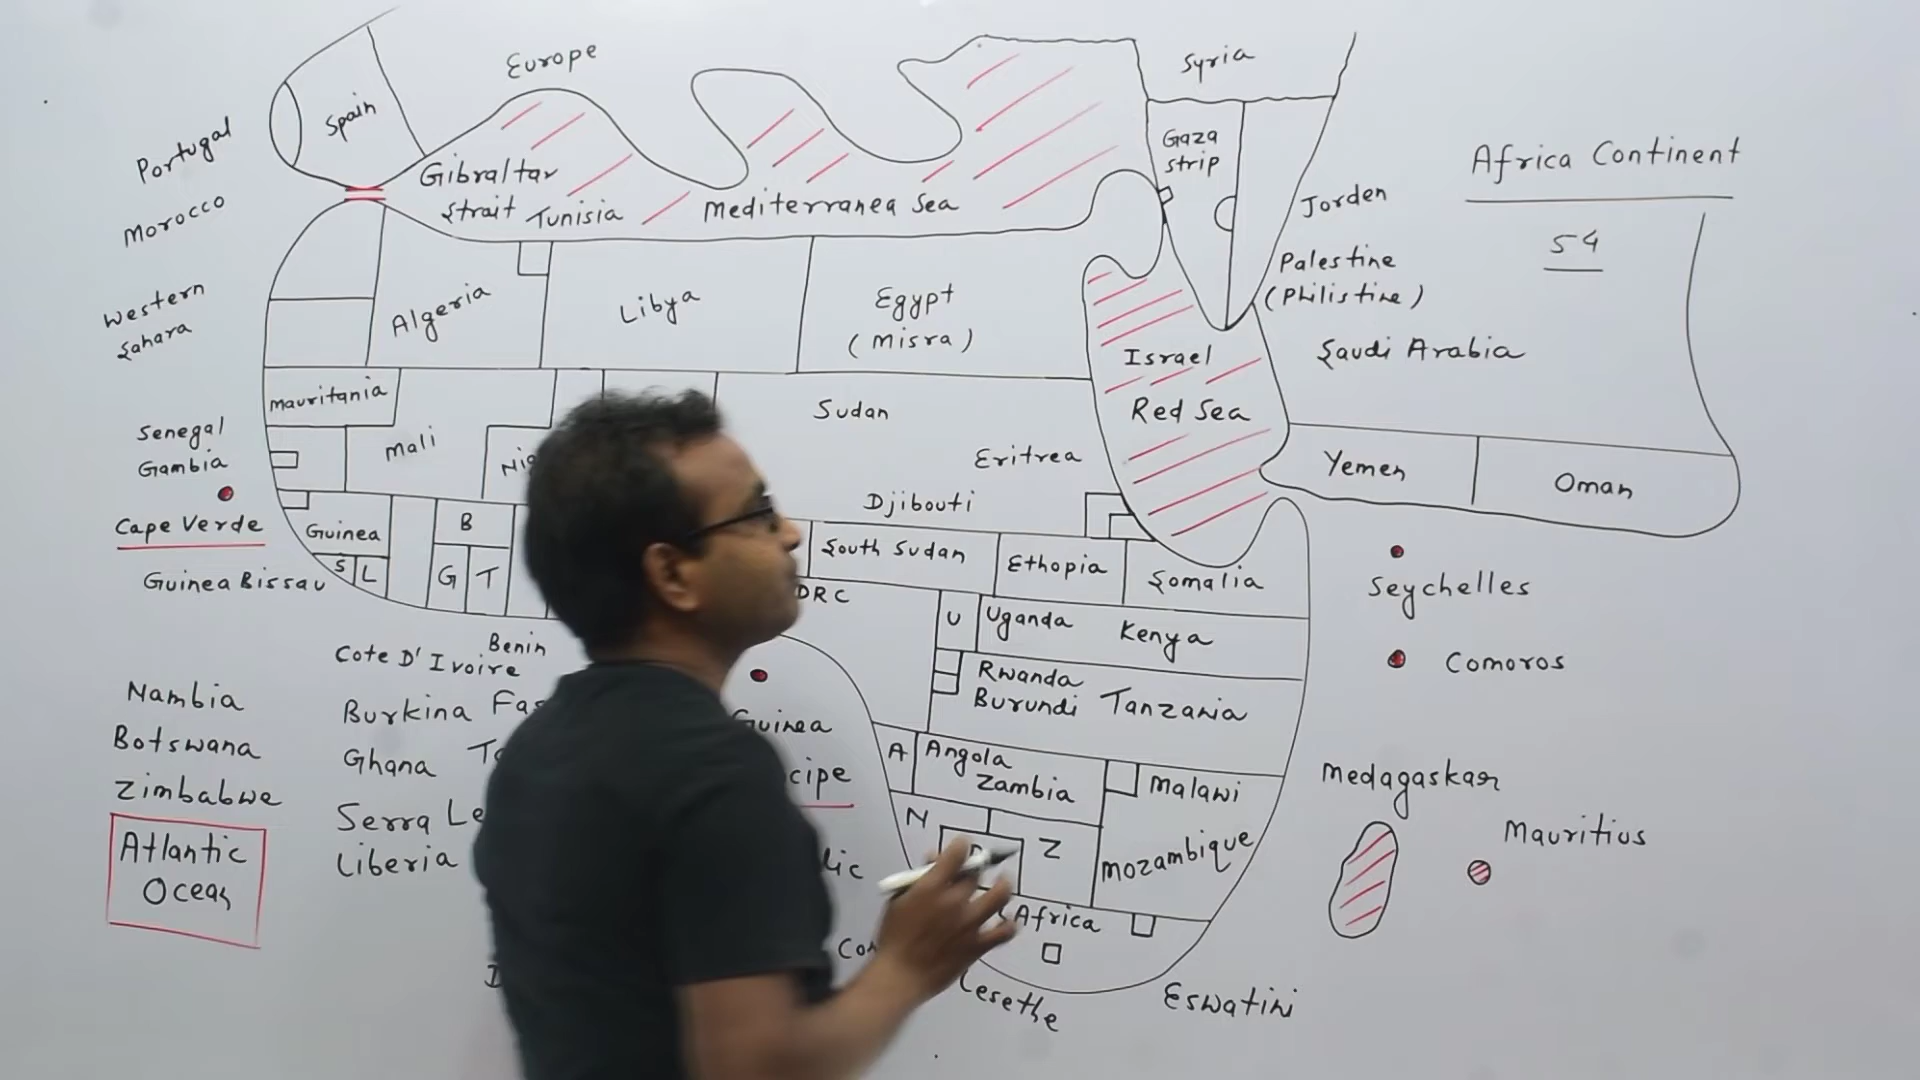 Europe
Spain
Portugal
Morocco
Western
Sahara
Gibraltar
Strait
Tunisia
Mediterranea Sea
Syria
Gaza
strip
Jorden
Palestine
(Philistine)
Africa Continent
54
Algeria
Libya
Egypt
(Misra)
Israel
Red Sea
Saudi Arabia
Yemen
Oman
Mauritania
Mali
Sudan
Eritrea
Djibouti
Senegal
Gambia
Cape Verde
Guinea Bissau
Guinea
S
L
B
G
T
South Sudan
Ethopia
Somalia
DRC
U
Uganda
Kenya
Rwanda
Burundi
Tanzania
Seychelles
Comoros
Benin
Cote D'Ivoire
Burkina
Ghana
Serra
Liberia
Nambia
Botswana
Zimbabwe
Atlantic
Ocean
Guinea
A
Angola
Zambia
Malawi
N
Z
Mozambique
Africa
Lesethe
Eswatini
Medagaskar
Mauritius